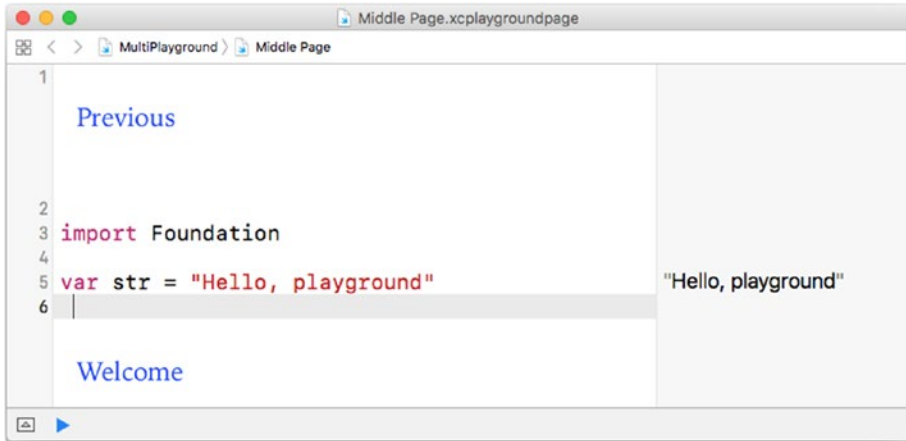 Middle Page.xcplaygroundpage
MultiPlayground 〉 Middle Page
1
Previous
2
3 import Foundation
4
5 var str = "Hello, playground" "Hello, playground"
6
Welcome